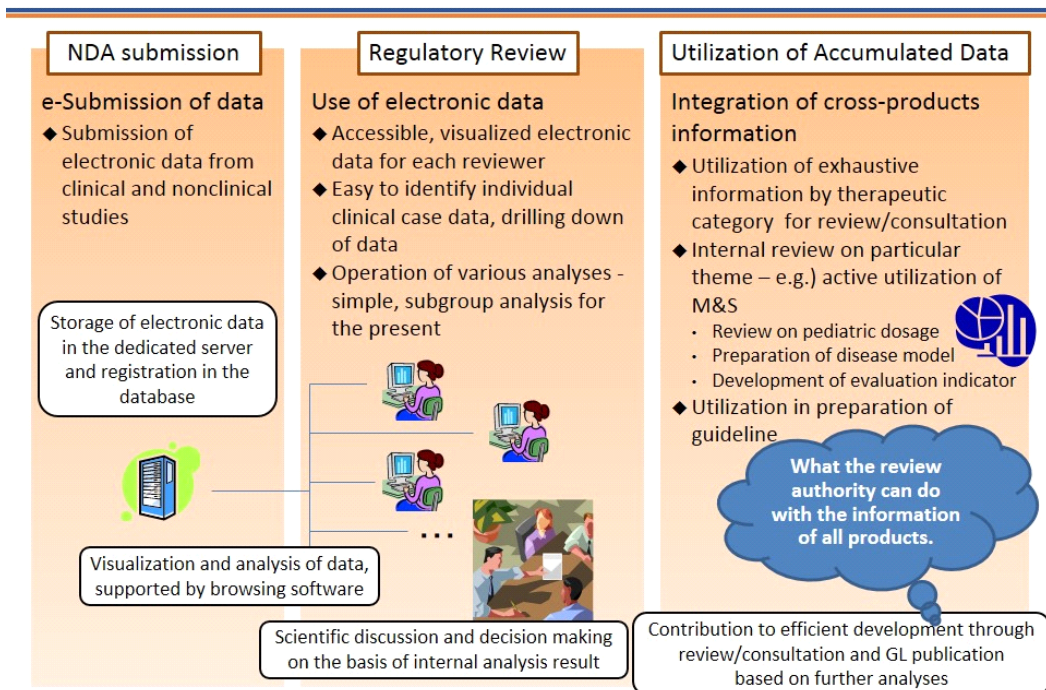 NDA submission
e-Submission of data
◆ Submission of
electronic data from
clinical and nonclinical
studies
Storage of electronic data
in the dedicated server
and registration in the
database
Visualization and analysis of data,
supported by browsing software
Regulatory Review
Use of electronic data
◆ Accessible, visualized electronic
data for each reviewer
◆ Easy to identify individual
clinical case data, drilling down
of data
◆ Operation of various analyses -
simple, subgroup analysis for
the present
...
Scientific discussion and decision making
on the basis of internal analysis result
Utilization of Accumulated Data
Integration of cross-products
information
◆ Utilization of exhaustive
information by therapeutic
category for review/consultation
◆ Internal review on particular
theme – e.g.) active utilization of
M&S
・ Review on pediatric dosage
・ Preparation of disease model
・ Development of evaluation indicator
◆ Utilization in preparation of
guideline
What the review
authority can do
with the information
of all products.
Contribution to efficient development through
review/consultation and GL publication
based on further analyses